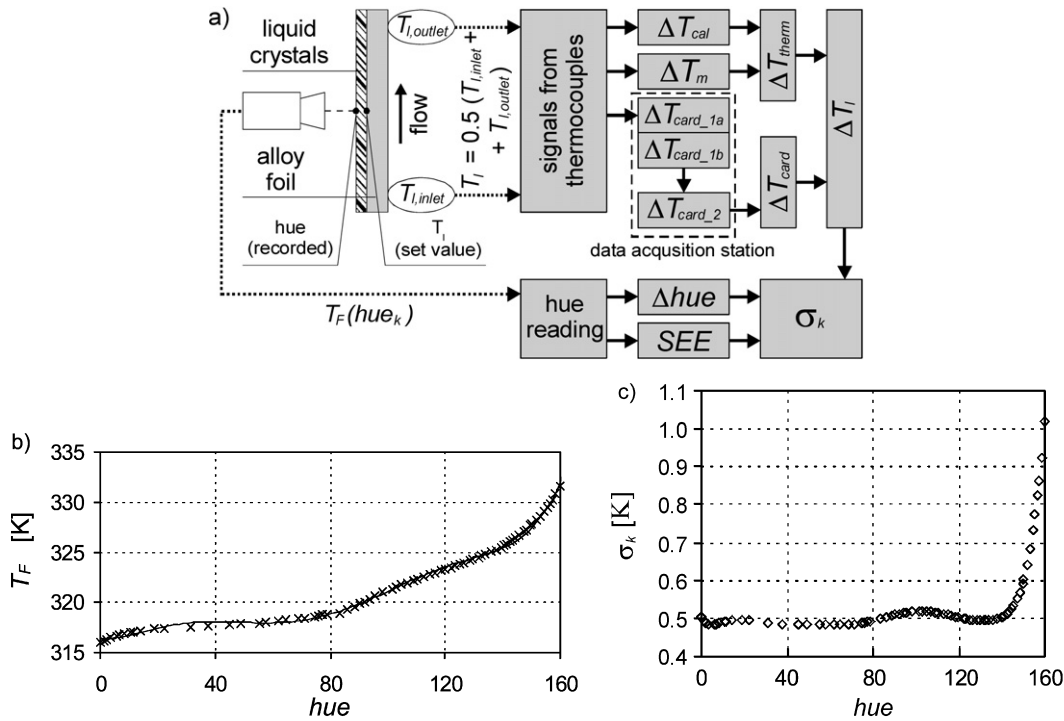 a)
liquid
crystals
alloy
foil
hue
(recorded)
T_l,outlet
flow
T_l,inlet
T_l
(set value)
T_l = 0.5 (T_l,inlet +
+ T_l,outlet)
signals from
thermocouples
ΔT_cal
ΔT_m
ΔT_card_1a
ΔT_card_1b
ΔT_card_2
data acqusition station
ΔT_therm
ΔT_card
ΔT_l
T_F(hue_k)
hue
reading
Δhue
SEE
σ_k
b)
T_F [K]
335
330
325
320
315
0 40 80 120 160
hue
c)
σ_k [K]
1.1
1.0
0.9
0.8
0.7
0.6
0.5
0.4
0 40 80 120 160
hue